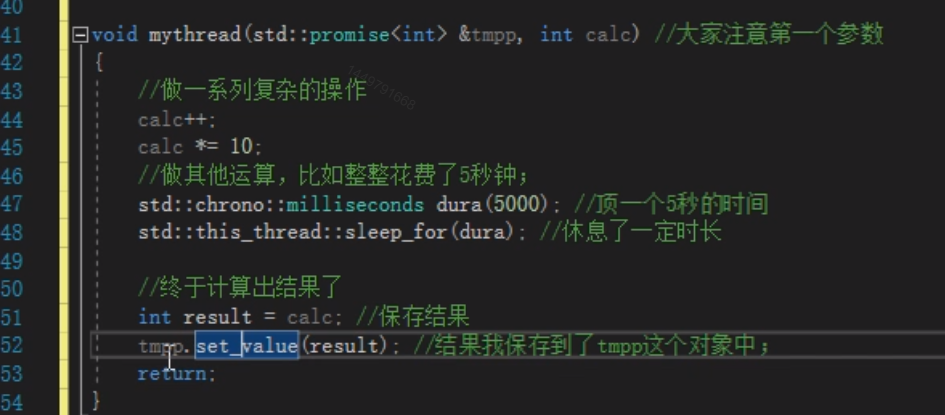 40
41 void mythread(std::promise<int> &tmpp, int calc) //大家注意第一个参数
42 {
43 //做一系列复杂的操作
44 calc++;
45 calc *= 10;
46 //做其他运算，比如整整花费了5秒钟；
47 std::chrono::milliseconds dura(5000); //顶一个5秒的时间
48 std::this_thread::sleep_for(dura); //休息了一定时长
49
50 //终于计算出结果了
51 int result = calc; //保存结果
52 tmpp.set_value(result); //结果我保存到了tmpp这个对象中；
53 return;
54 }